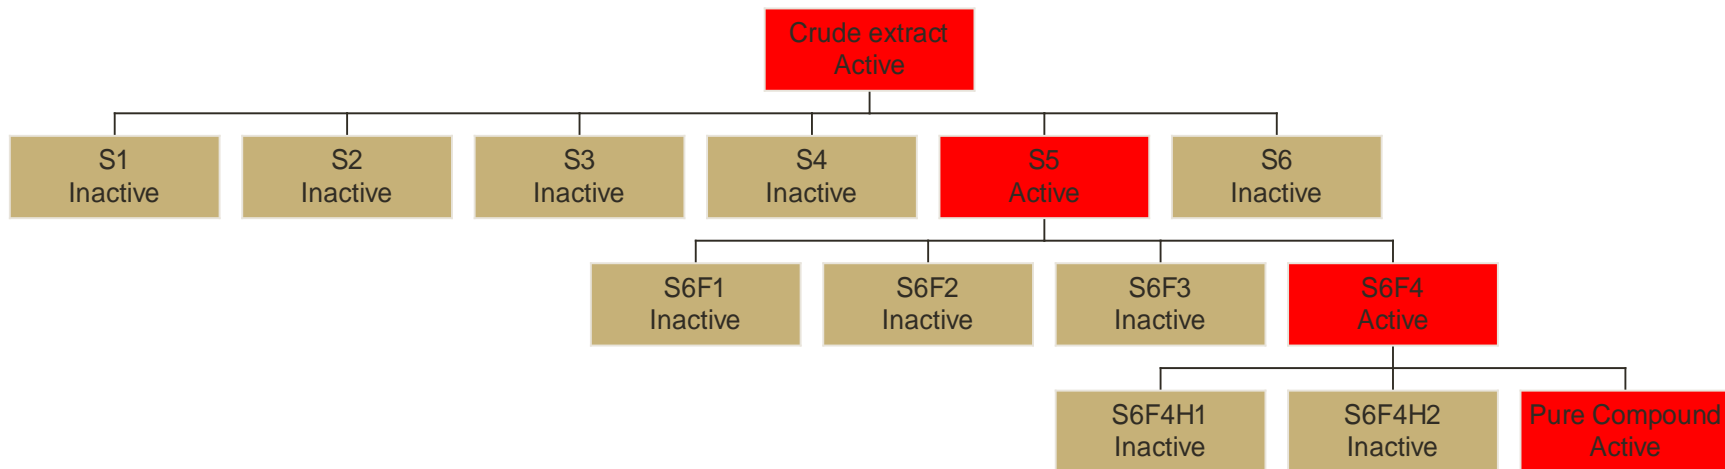 Crude extract
Active
S1
Inactive
S2
Inactive
S3
Inactive
S4
Inactive
S5
Active
S6
Inactive
S6F1
Inactive
S6F2
Inactive
S6F3
Inactive
S6F4
Active
S6F4H1
Inactive
S6F4H2
Inactive
Pure Compound
Active